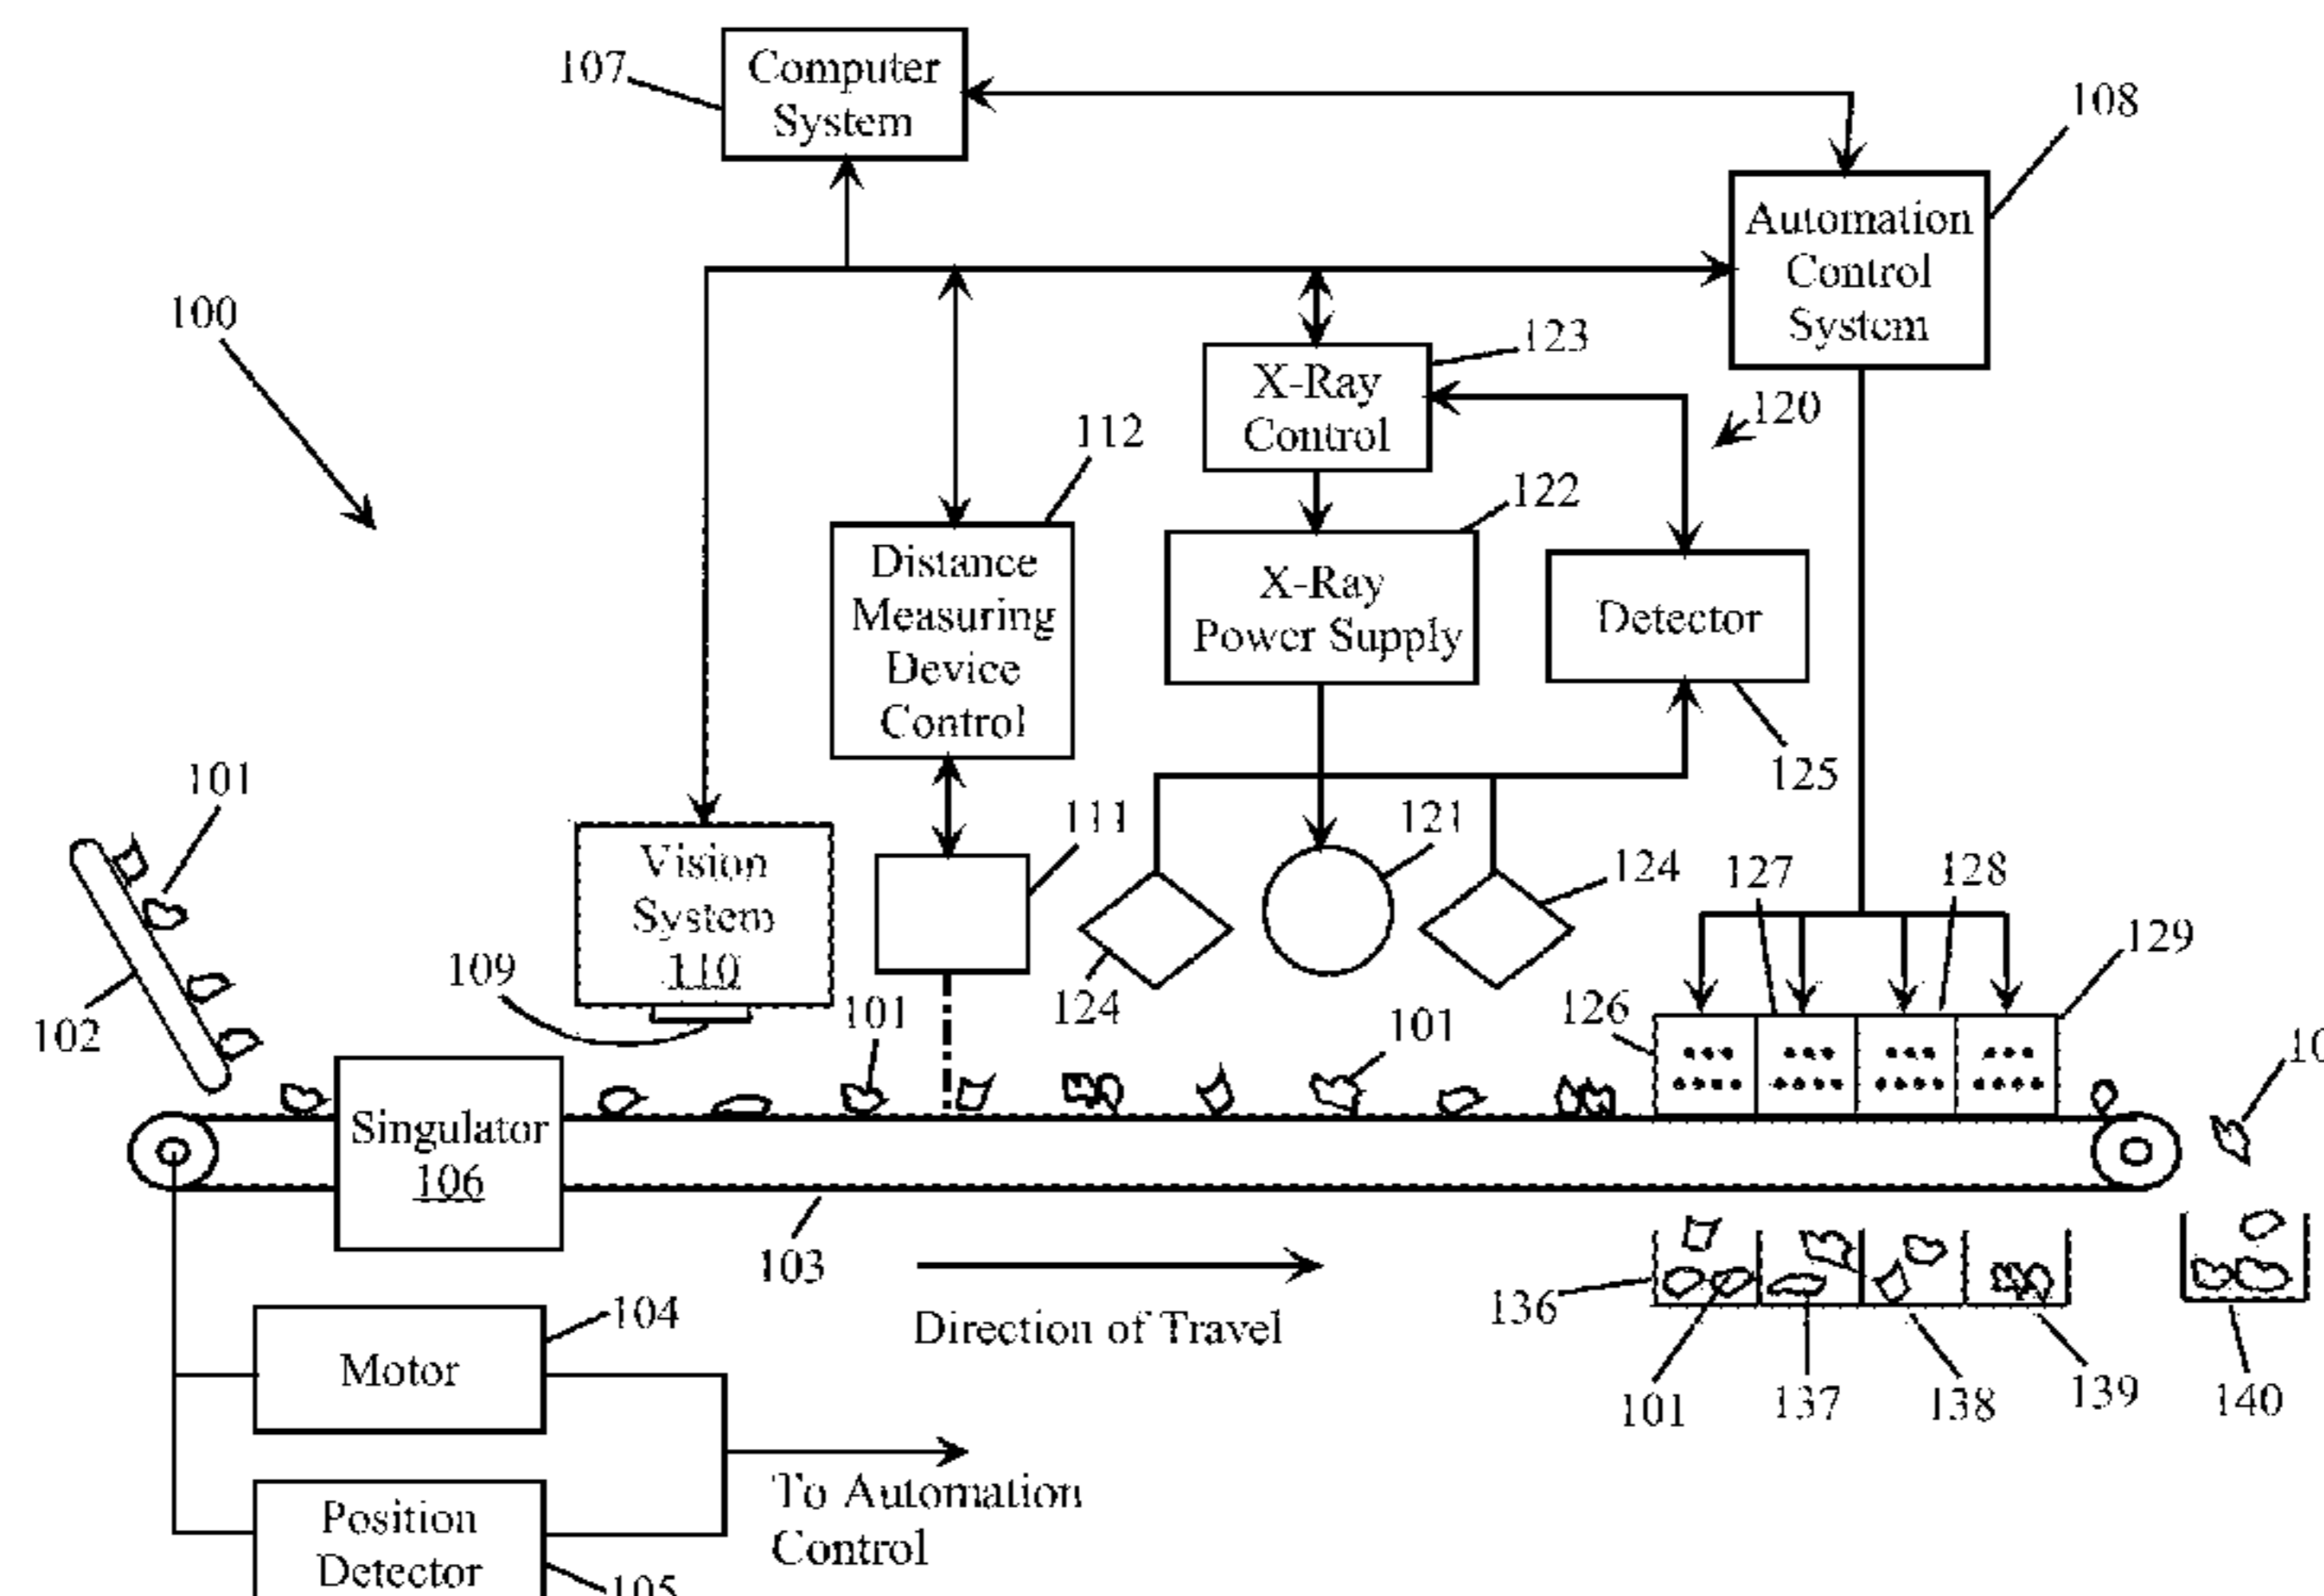 107
Computer
System
108
Automation
Control
System
100
123
X-Ray
Control
120
112
122
Distance
Measuring
Device
Control
X-Ray
Power Supply
Detector
125
101
111
121
Vision
System
110
124
127
128
129
109
102
101
124
101
126
Singulator
106
103
136
Direction of Travel
104
Motor
101
137
138
139
140
To Automation
Control
Position
Detector
105